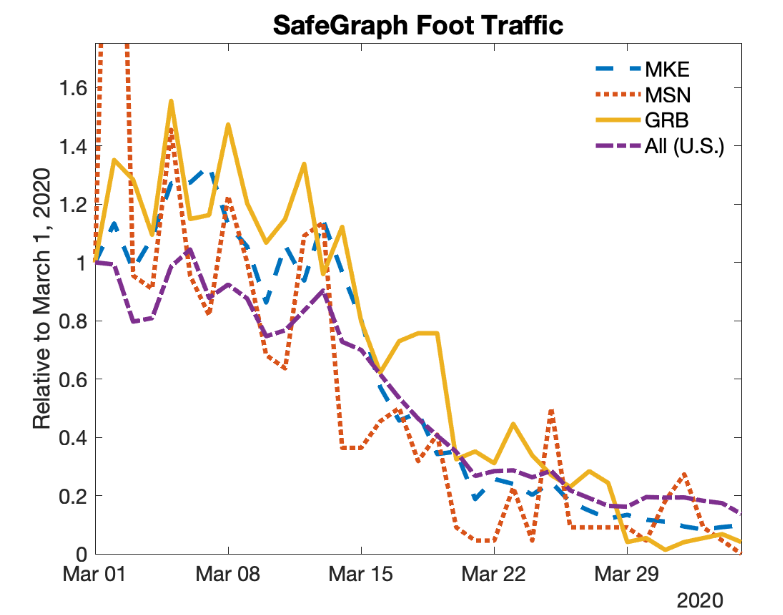 SafeGraph Foot Traffic
Relative to March 1, 2020
1.6
1.4
1.2
1
0.8
0.6
0.4
0.2
0
MKE
MSN
GRB
All (U.S.)
Mar 01 Mar 08 Mar 15 Mar 22 Mar 29
2020